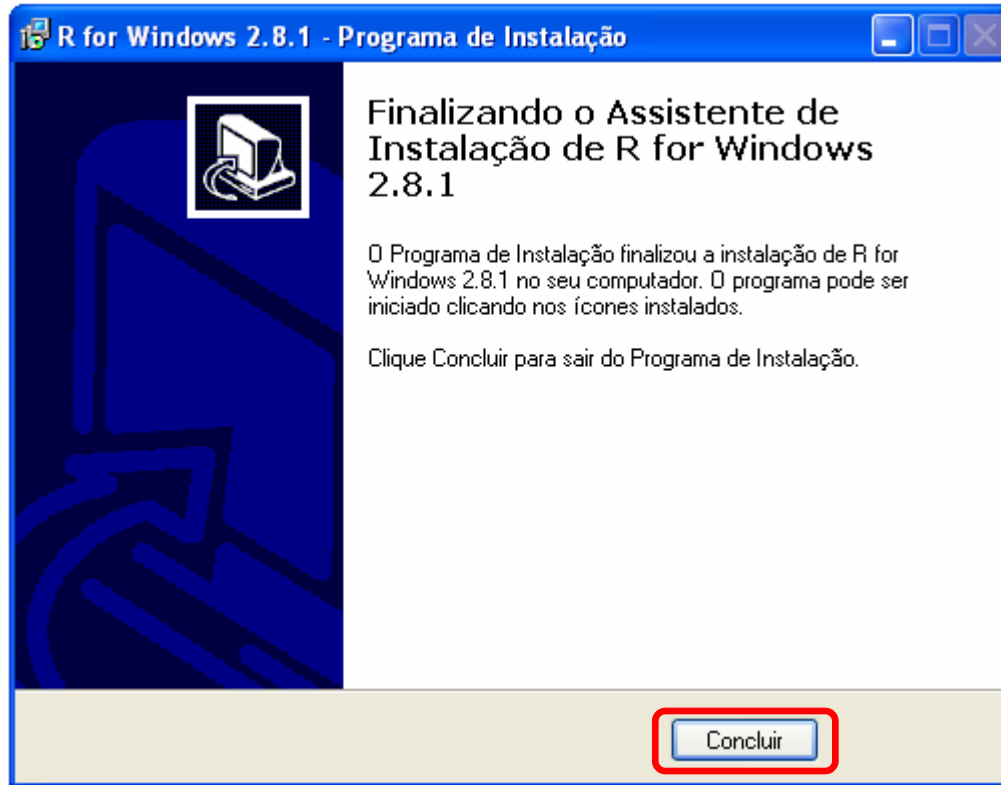 R for Windows 2.8.1 - Programa de Instalação
Finalizando o Assistente de
Instalação de R for Windows
2.8.1
O Programa de Instalação finalizou a instalação de R for
Windows 2.8.1 no seu computador. O programa pode ser
iniciado clicando nos ícones instalados.
Clique Concluir para sair do Programa de Instalação.
Concluir